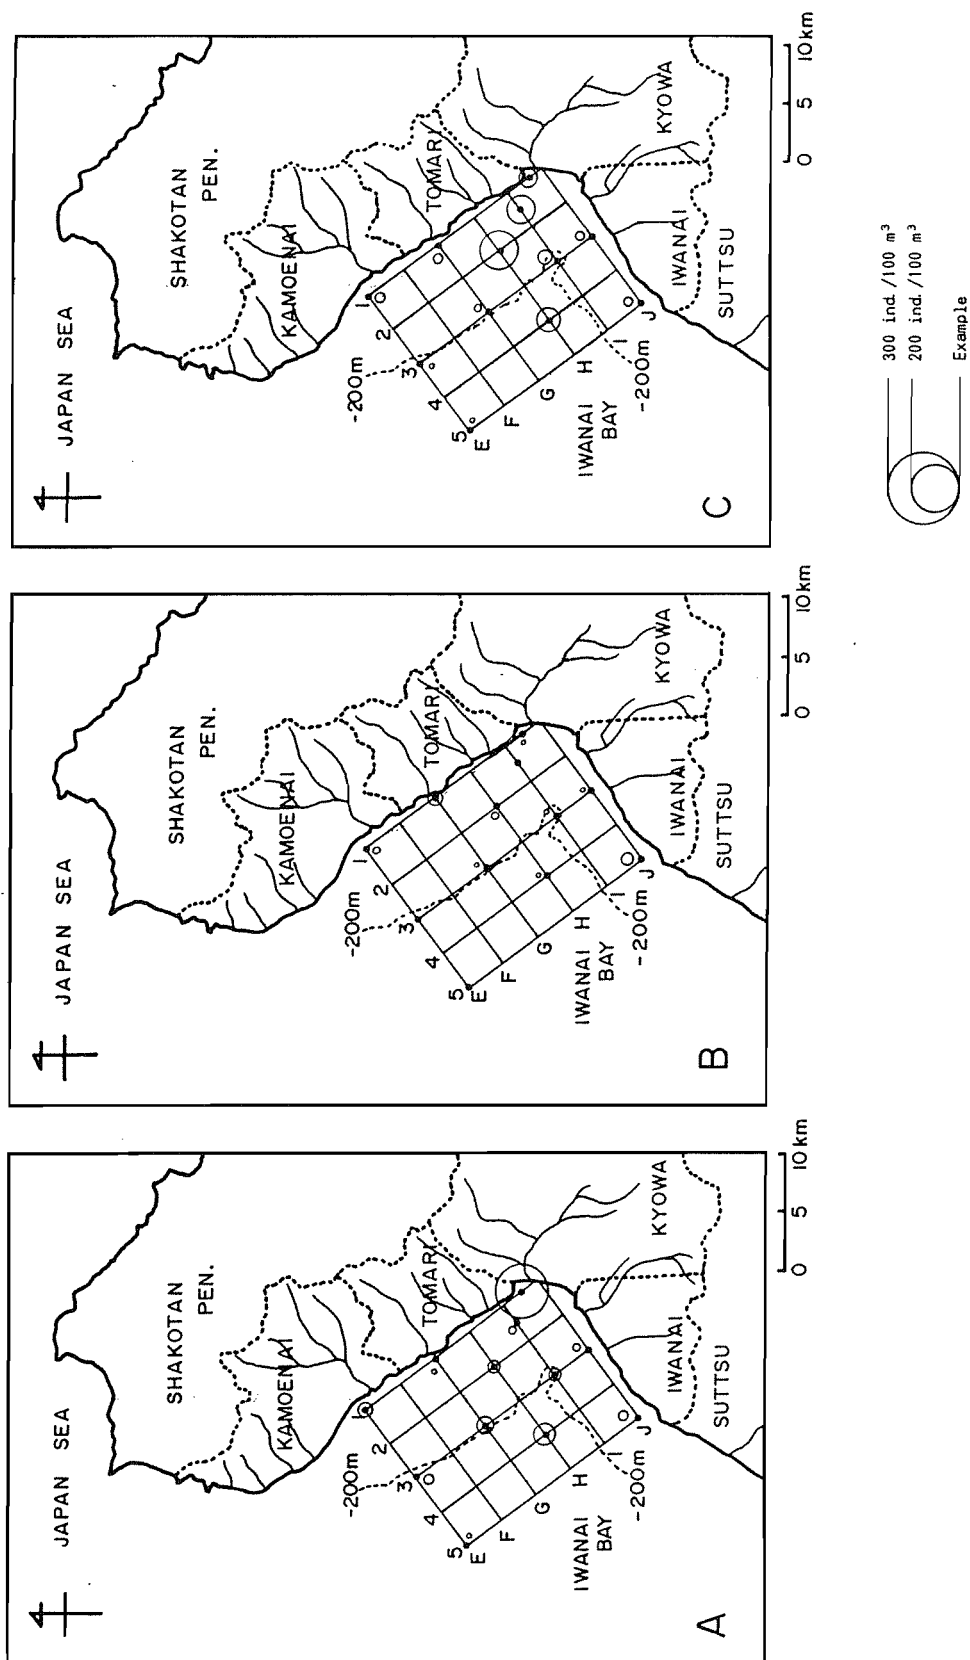 JAPAN SEA
SHAKOTAN
PEN.
KAMOENAI
TOMARI
KYOWA
IWANAI
SUTTSU
IWANAI
BAY
-200m
-200m
1
2
3
4
5
E
F
G
H
I
J
0 5 10km
A
JAPAN SEA
SHAKOTAN
PEN.
KAMOENAI
TOMARI
KYOWA
IWANAI
SUTTSU
IWANAI
BAY
-200m
-200m
1
2
3
4
5
E
F
G
H
I
J
0 5 10km
B
JAPAN SEA
SHAKOTAN
PEN.
KAMOENAI
TOMARI
KYOWA
IWANAI
SUTTSU
IWANAI
BAY
-200m
-200m
1
2
3
4
5
E
F
G
H
I
J
0 5 10km
C
300 ind./100 m³
200 ind./100 m³
Example